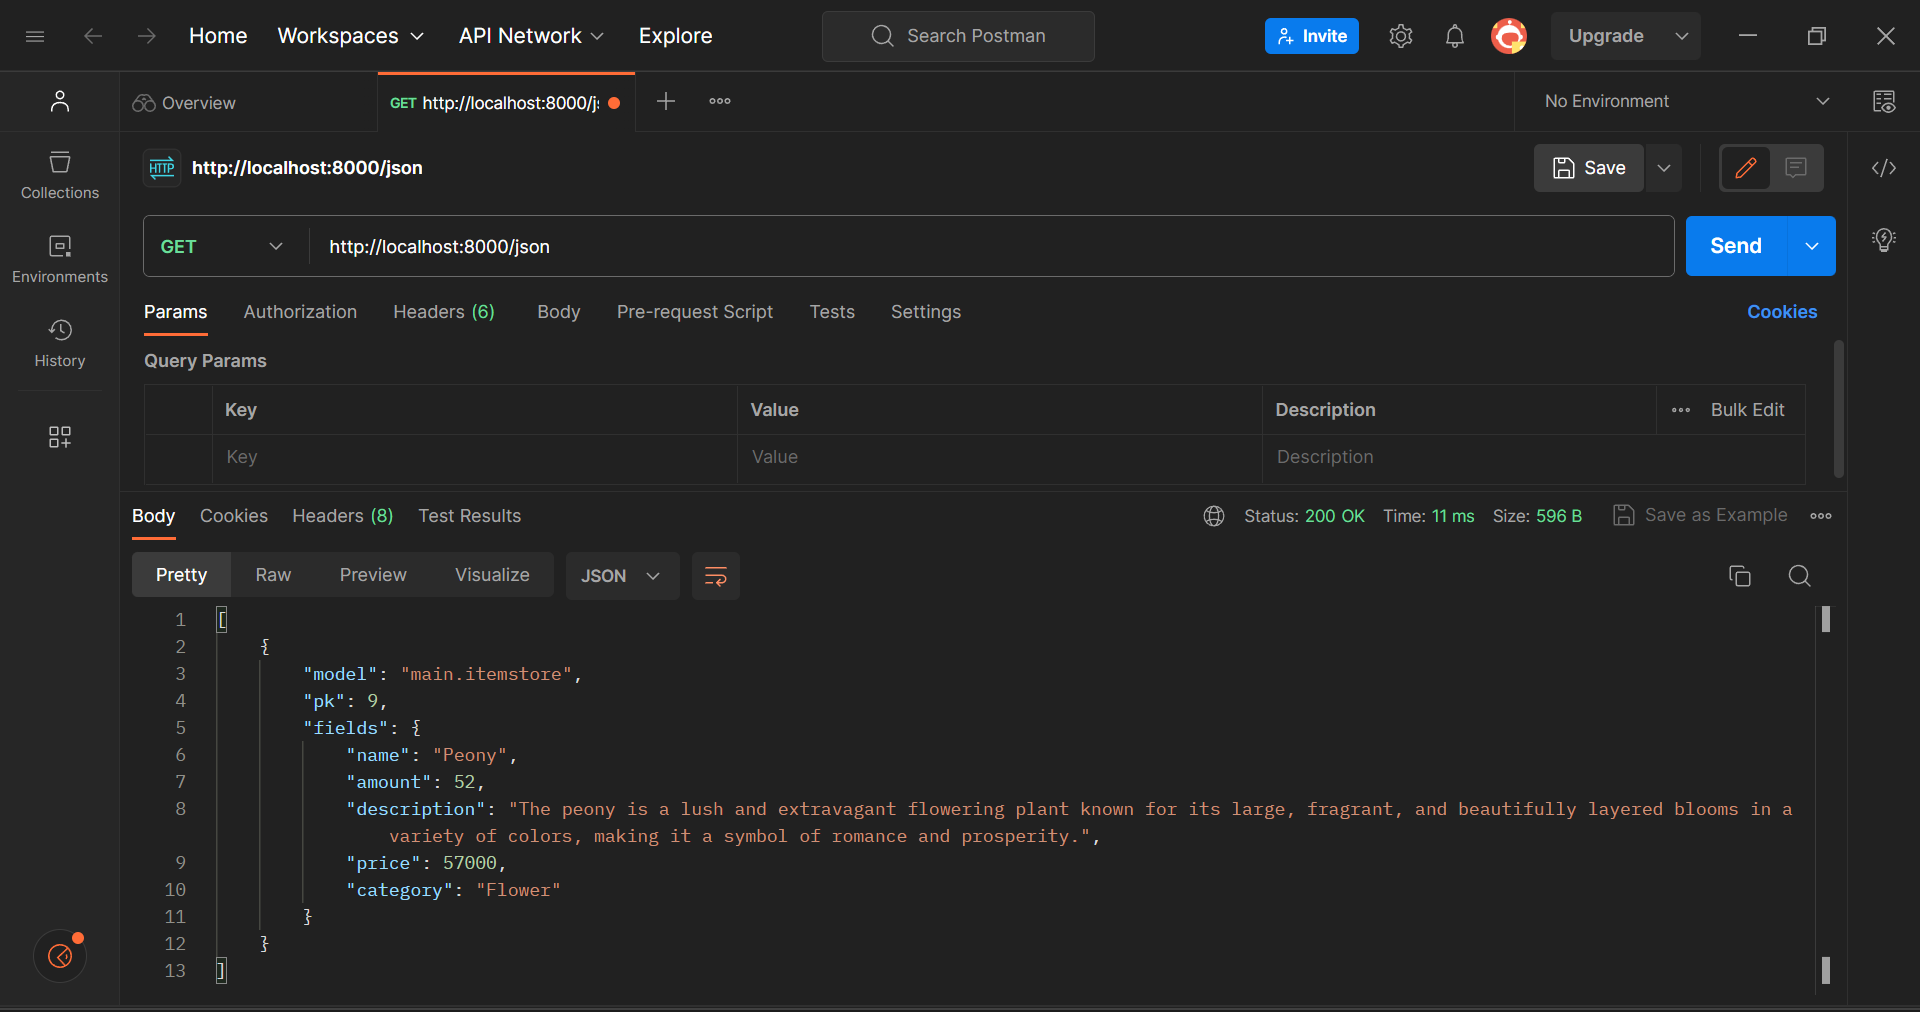 Home Workspaces API Network Explore Search Postman Invite Upgrade
Overview GET http://localhost:8000/j No Environment
HTTP http://localhost:8000/json Save
Collections
GET http://localhost:8000/json Send
Environments
Params Authorization Headers (6) Body Pre-request Script Tests Settings Cookies
History
Query Params
Key Value Description Bulk Edit
Key Value Description
Body Cookies Headers (8) Test Results Status: 200 OK Time: 11 ms Size: 596 B Save as Example
Pretty Raw Preview Visualize JSON
1 [
2 {
3 "model": "main.itemstore",
4 "pk": 9,
5 "fields": {
6 "name": "Peony",
7 "amount": 52,
8 "description": "The peony is a lush and extravagant flowering plant known for its large, fragrant, and beautifully layered blooms in a
variety of colors, making it a symbol of romance and prosperity.",
9 "price": 57000,
10 "category": "Flower"
11 }
12 }
13 ]